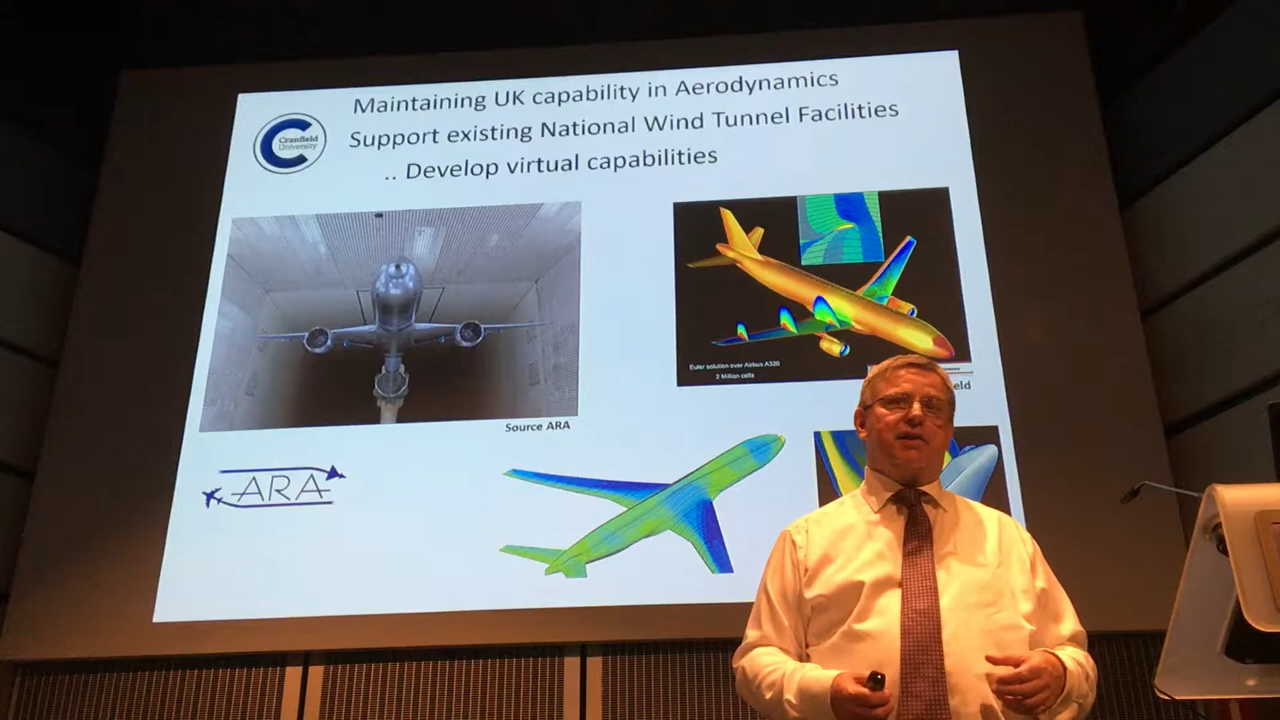 Maintaining UK capability in Aerodynamics
Cranfield
University
Support existing National Wind Tunnel Facilities
.. Develop virtual capabilities
Euler solution over Airbus A320
2 Million cells
eld
Source ARA
ARA